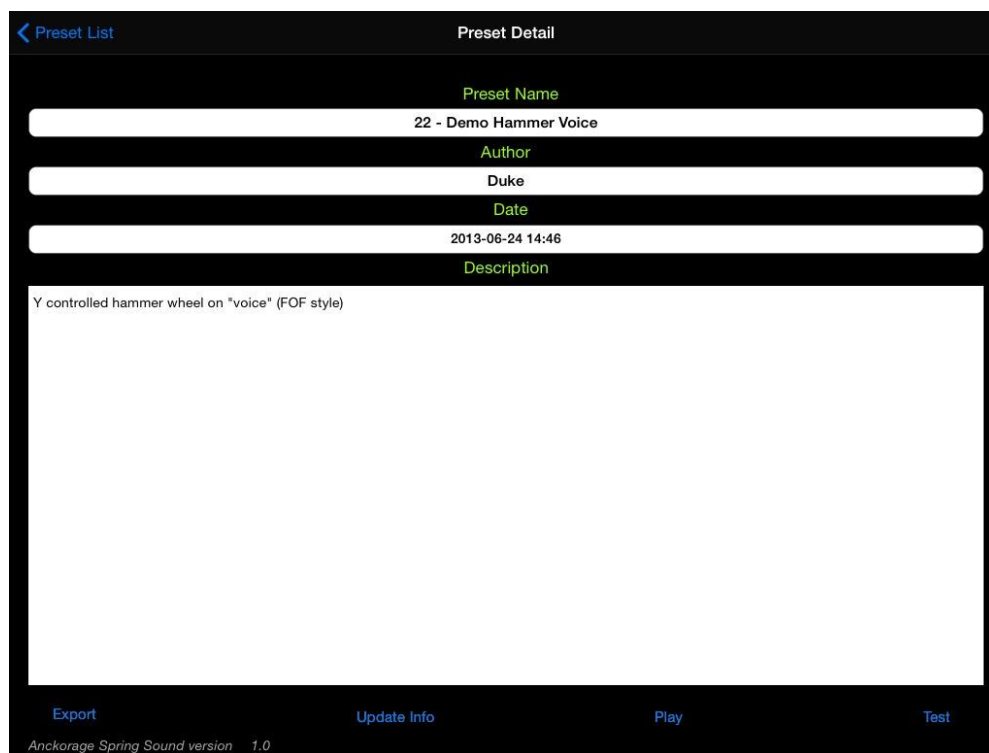 Preset List
Preset Detail
Preset Name
22 - Demo Hammer Voice
Author
Duke
Date
2013-06-24 14:46
Description
Y controlled hammer wheel on "voice" (FOF style)
Export
Update Info
Play
Test
Anckorage Spring Sound version 1.0